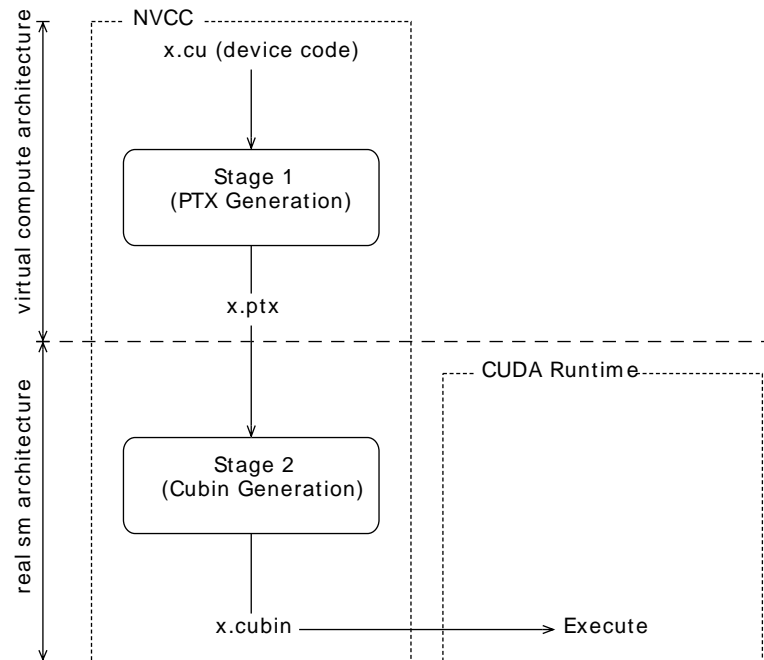 NVCC
x.cu (device code)
virtual compute architecture
Stage 1
(PTX Generation)
x.ptx
CUDA Runtime
real sm architecture
Stage 2
(Cubin Generation)
x.cubin
Execute